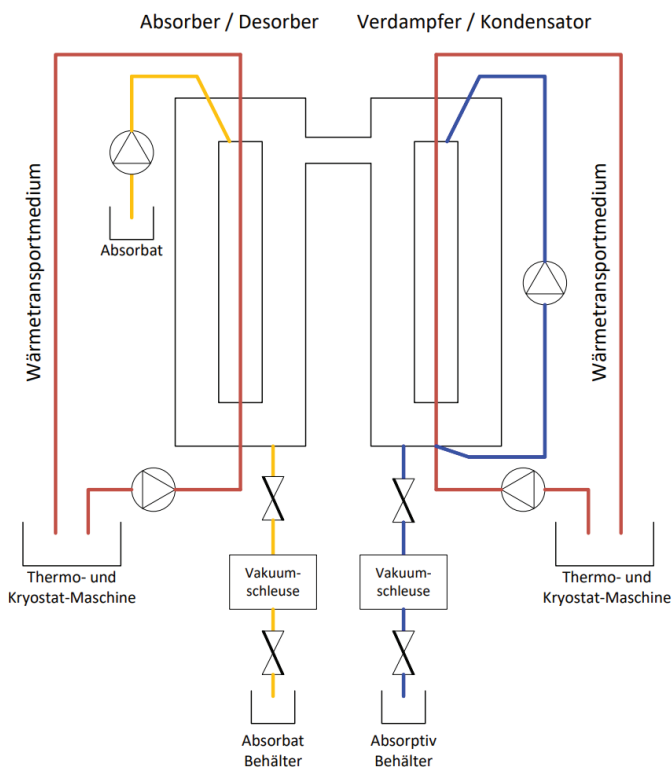 Absorber / Desorber
Verdampfer / Kondensator
Wärmetransportmedium
Absorbat
Wärmetransportmedium
Thermo- und
Kryostat-Maschine
Vakuum-
schleuse
Vakuum-
schleuse
Thermo- und
Kryostat-Maschine
Absorbat
Behälter
Absorptiv
Behälter